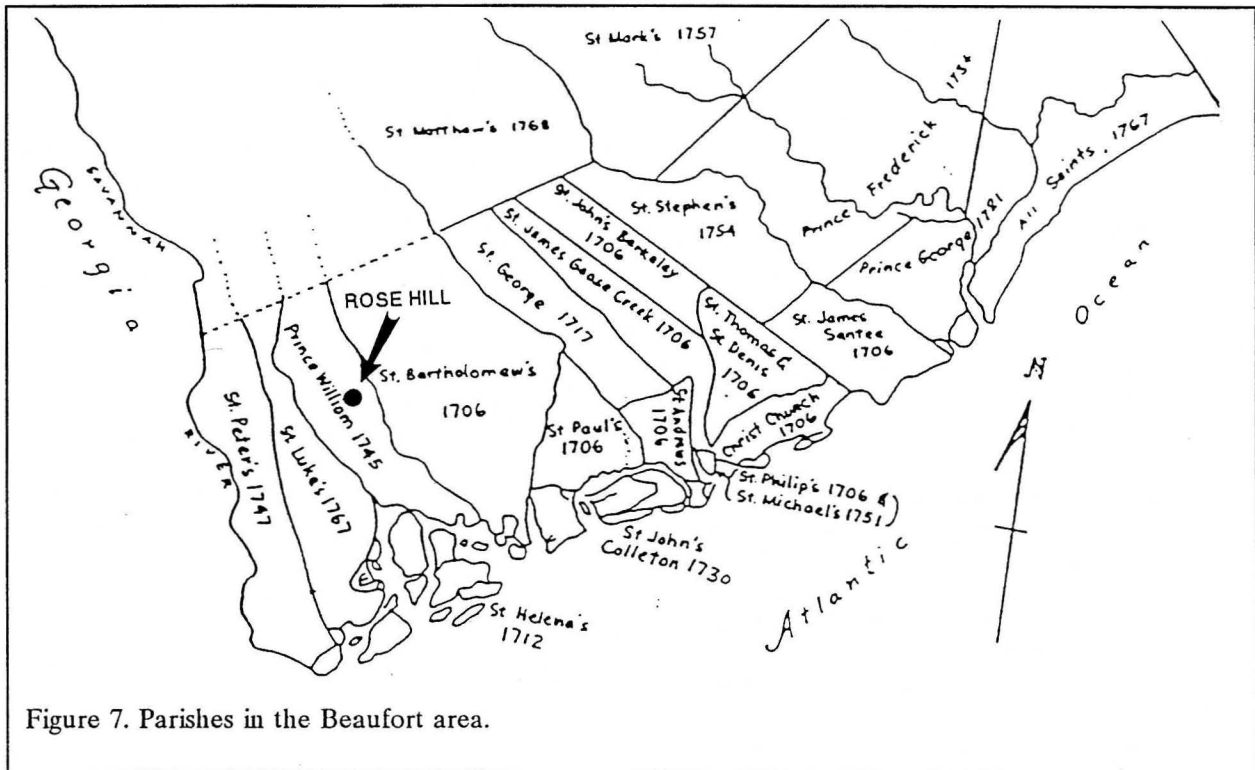 St Mark's 1757
Prince Frederick 1734
All Saints, 1767
St Matthew's 1768
Georgia
SAVANNAH
RIVER
St. John's Berkeley
1706
St. Stephen's
1754
Prince George 1781
St. James Goose Creek 1706
St. George 1717
ROSE HILL
Prince William 1745
St. Bartholomew's
1706
St. Thomas &
St Denis
1706
St. James
Santee
1706
Ocean
N
St. Peter's 1747
St. Luke's 1767
St Paul's
1706
St Andrews
1706
Christ Church
1706
St. Philip's 1706 &
St. Michael's 1751
St John's
Colleton 1730
St Helena's
1712
Atlantic
Figure 7. Parishes in the Beaufort area.